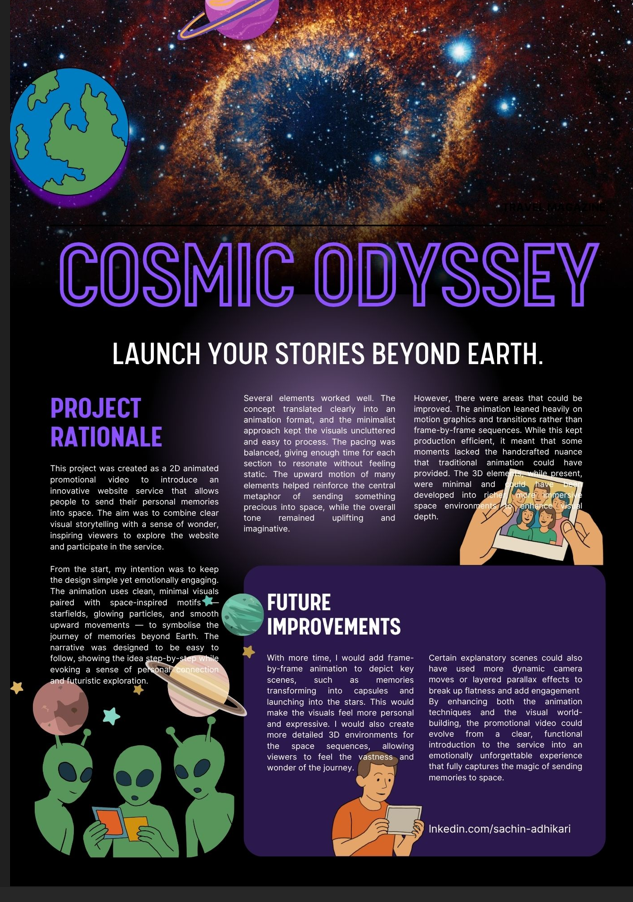 COSMIC ODYSSEY
LAUNCH YOUR STORIES BEYOND EARTH.
PROJECT
RATIONALE
This project was created as a 2D animated
promotional video to introduce an
innovative website service that allows
people to send their personal memories
into space. The aim was to combine clear
visual storytelling with a sense of wonder,
inspiring viewers to explore the website
and participate in the service.
From the start, my intention was to keep
the design simple yet emotionally engaging.
The animation uses clean, minimal visuals
paired with space-inspired motifs —
starfields, glowing particles, and smooth
upward movements — to symbolise the
journey of memories beyond Earth. The
narrative was designed to be easy to
follow, showing the idea step-by-step while
evoking a sense of personal connection
and futuristic exploration.
Several elements worked well. The
concept translated clearly into an
animation format, and the minimalist
approach kept the visuals uncluttered
and easy to process. The pacing was
balanced, giving enough time for each
section to resonate without feeling
static. The upward motion of many
elements helped reinforce the central
metaphor of sending something
precious into space, while the overall
tone remained uplifting and
imaginative.
However, there were areas that could be
improved. The animation leaned heavily on
motion graphics and transitions rather than
frame-by-frame sequences. While this kept
production efficient, it meant that some
moments lacked the handcrafted nuance
that traditional animation could have
provided. The 3D elements, while present,
were minimal and could have been
developed into richer, more immersive
space environments to enhance visual
depth.
FUTURE
IMPROVEMENTS
With more time, I would add frame-
by-frame animation to depict key
scenes, such as memories
transforming into capsules and
launching into the stars. This would
make the visuals feel more personal
and expressive. I would also create
more detailed 3D environments for
the space sequences, allowing
viewers to feel the vastness and
wonder of the journey.
Certain explanatory scenes could also
have used more dynamic camera
moves or layered parallax effects to
break up flatness and add engagement
By enhancing both the animation
techniques and the visual world-
building, the promotional video could
evolve from a clear, functional
introduction to the service into an
emotionally unforgettable experience
that fully captures the magic of sending
memories to space.
lnkedin.com/sachin-adhikari